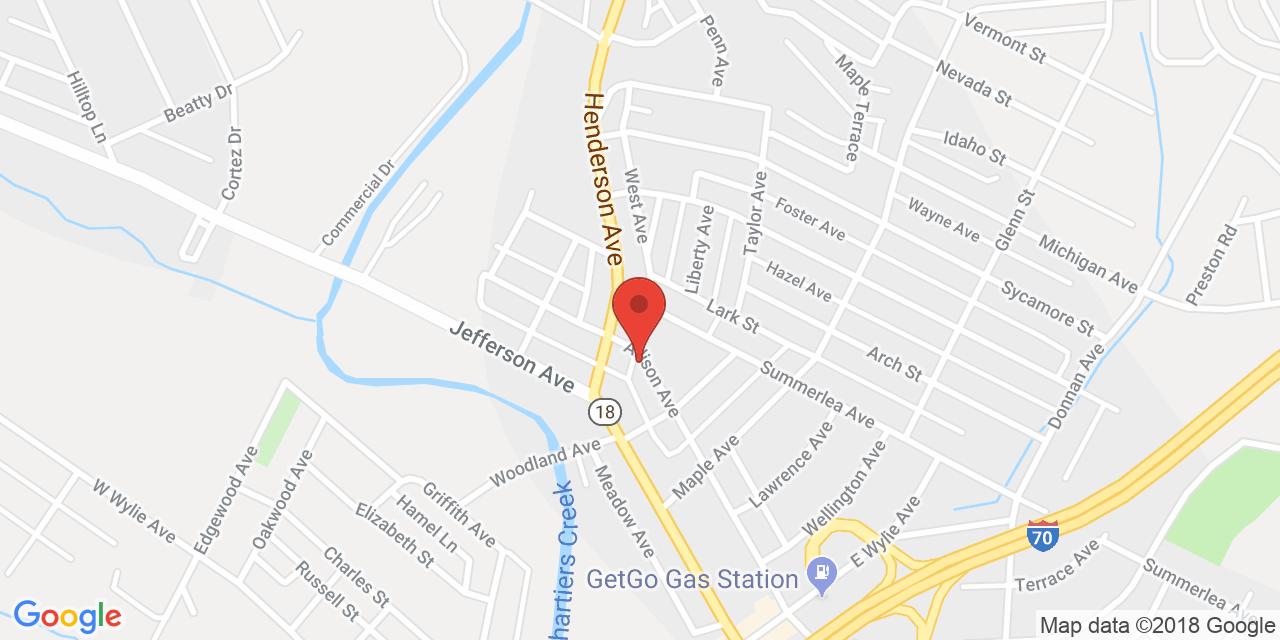 Penn Ave
Vermont St
Nevada St
Maple Terrace
Hilltop Ln
Beatty Dr
Cortez Dr
Henderson Ave
Idaho St
Commercial Dr
West Ave
Taylor Ave
Foster Ave
Wayne Ave
Glenn St
Michigan Ave
Preston Rd
Liberty Ave
Hazel Ave
Sycamore St
Lark St
Jefferson Ave
Allison Ave
Arch St
Donnan Ave
Summerlea Ave
18
Woodland Ave
Maple Ave
Lawrence Ave
Wellington Ave
Edgewood Ave
Oakwood Ave
W Wylie Ave
Griffith Ave
Hamel Ln
Elizabeth St
Meadow Ave
E Wylie Ave
70
Charles St
Russell St
hartiers Creek
GetGo Gas Station
Terrace Ave
Summerlea Ave
Google
Map data ©2018 Google